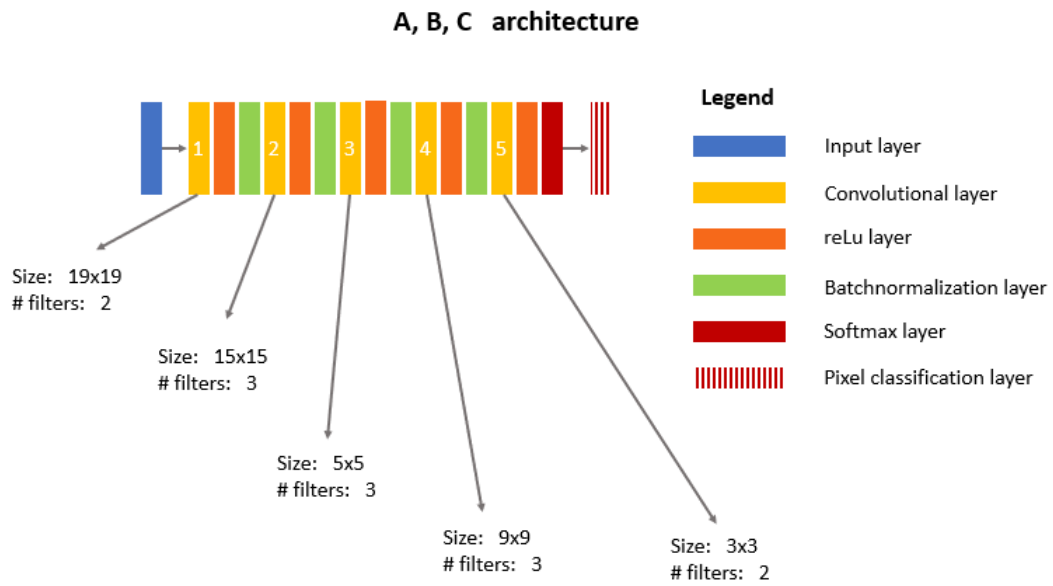 A, B, C architecture
1 2 3 4 5
Size: 19x19
# filters: 2
Size: 15x15
# filters: 3
Size: 5x5
# filters: 3
Size: 9x9
# filters: 3
Size: 3x3
# filters: 2
Legend
Input layer
Convolutional layer
reLu layer
Batchnormalization layer
Softmax layer
Pixel classification layer